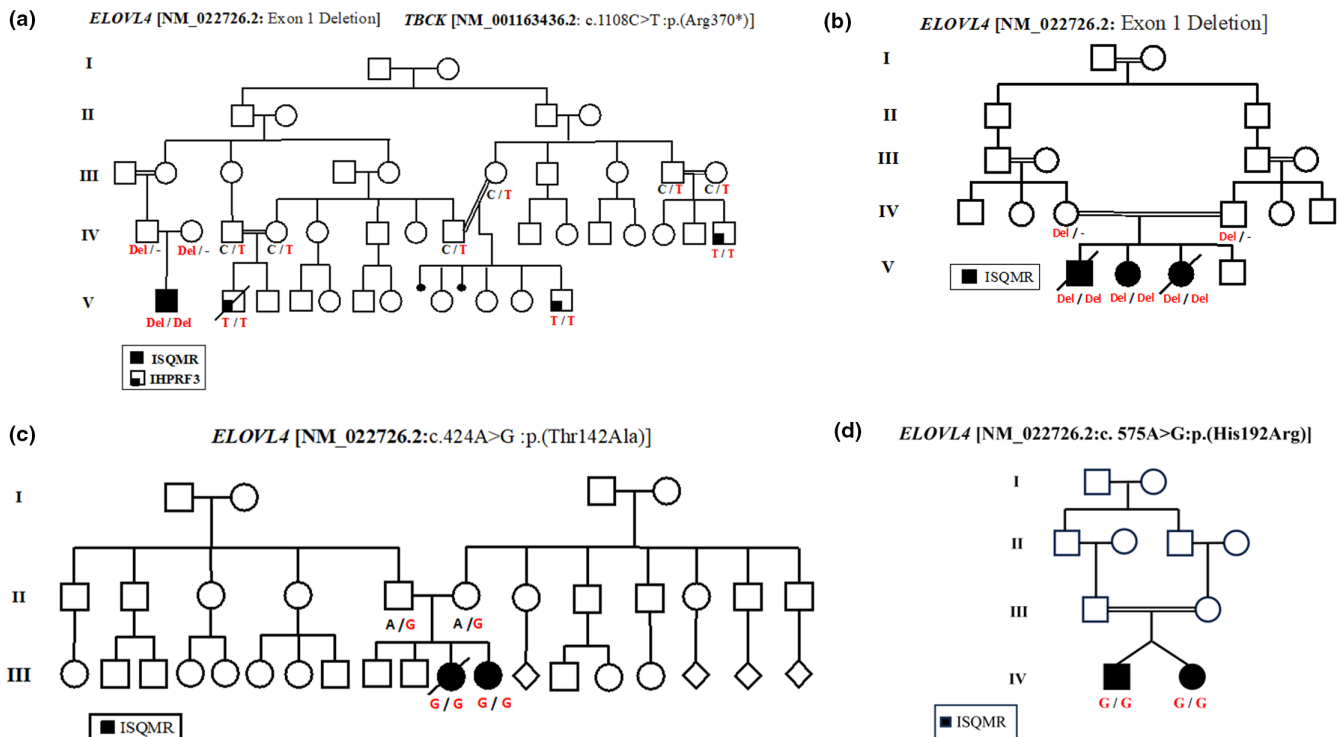 (a)
ELOVL4 [NM_022726.2: Exon 1 Deletion] TBCK [NM_001163436.2: c.1108C>T :p.(Arg370*)]
I
II
III
C / T C / T C / T
IV
Del / - Del / - C / T C / T C / T T / T
V
Del / Del T / T T / T
ISQMR
IHPRF3
(b)
ELOVL4 [NM_022726.2: Exon 1 Deletion]
I
II
III
IV
Del / - Del / -
V
Del / Del Del / Del Del / Del
ISQMR
(c)
ELOVL4 [NM_022726.2:c.424A>G :p.(Thr142Ala)]
I
II
A /G A /G
III
G / G G / G
ISQMR
(d)
ELOVL4 [NM_022726.2:c. 575A>G:p.(His192Arg)]
I
II
III
IV
G / G G / G
ISQMR